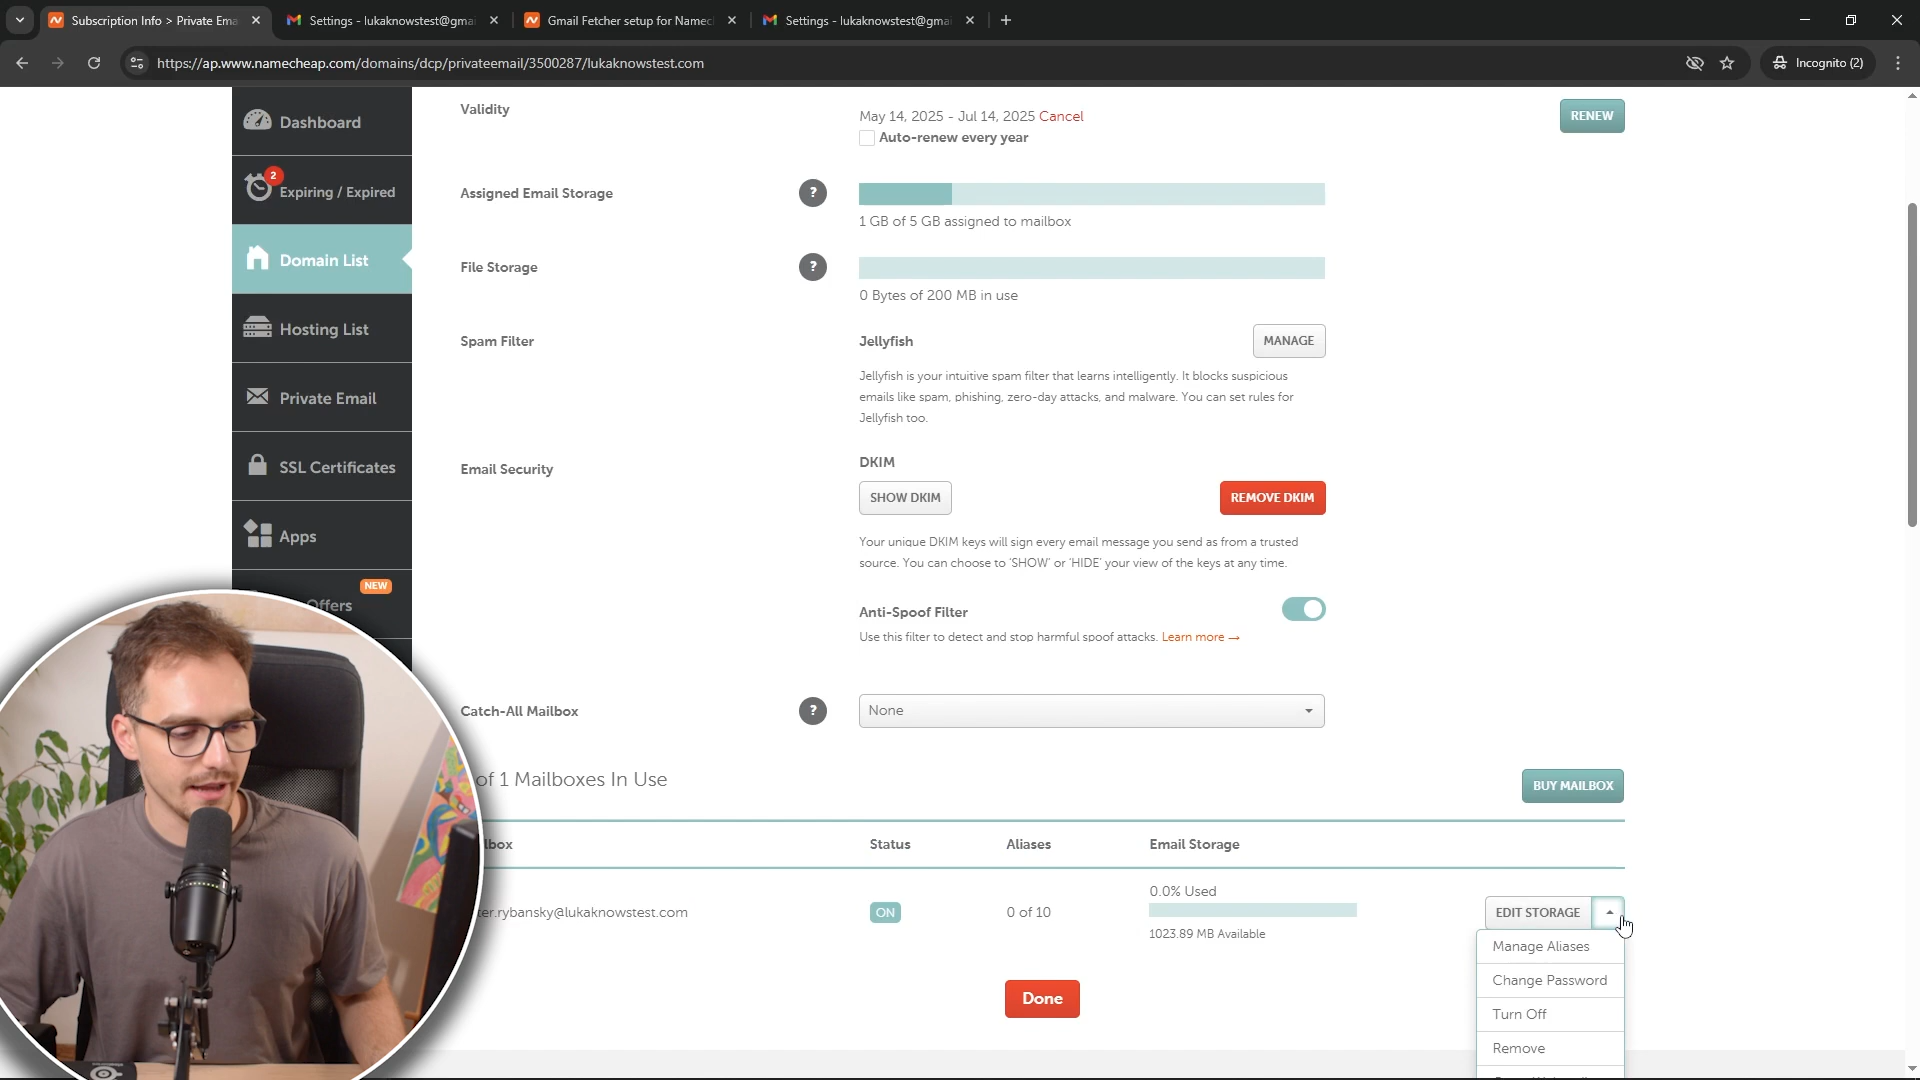 Subscription Info > Private Ema
Settings - lukaknowstest@gmai
Gmail Fetcher setup for Namec
Settings - lukaknowstest@gmai
https://ap.www.namecheap.com/domains/dcp/privateemail/3500287/lukaknowstest.com
Incognito (2)
Dashboard
2
Expiring / Expired
Domain List
Hosting List
Private Email
SSL Certificates
Apps
NEW
Offers
Validity
May 14, 2025 - Jul 14, 2025 Cancel
Auto-renew every year
RENEW
Assigned Email Storage
?
1 GB of 5 GB assigned to mailbox
File Storage
?
0 Bytes of 200 MB in use
Spam Filter
Jellyfish
MANAGE
Jellyfish is your intuitive spam filter that learns intelligently. It blocks suspicious
emails like spam, phishing, zero-day attacks, and malware. You can set rules for
Jellyfish too.
Email Security
DKIM
SHOW DKIM
REMOVE DKIM
Your unique DKIM keys will sign every email message you send as from a trusted
source. You can choose to 'SHOW' or 'HIDE' your view of the keys at any time.
Anti-Spoof Filter
Use this filter to detect and stop harmful spoof attacks. Learn more →
Catch-All Mailbox
?
None
of 1 Mailboxes In Use
BUY MAILBOX
lbox
Status
Aliases
Email Storage
ter.rybansky@lukaknowstest.com
ON
0 of 10
0.0% Used
1023.89 MB Available
EDIT STORAGE
Manage Aliases
Change Password
Turn Off
Remove
Done